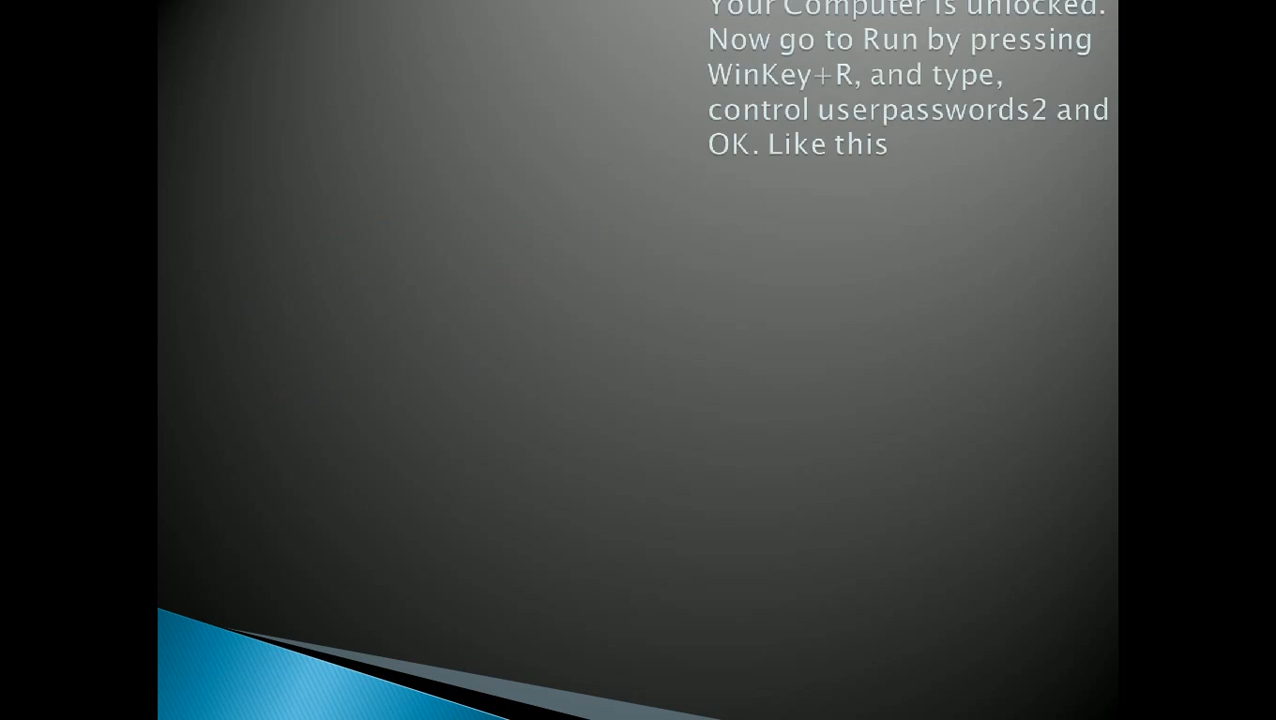 Your Computer is unlocked.
Now go to Run by pressing
WinKey+R, and type,
control userpasswords2 and
OK. Like this